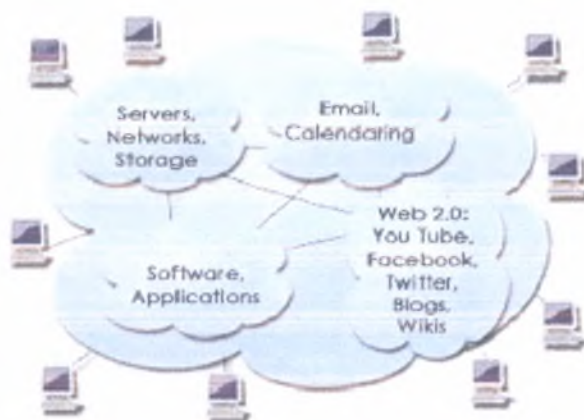 Servers,
Networks,
Storage
Email,
Calendaring
Web 2.0:
You Tube,
Facebook,
Twitter,
Blogs,
Wikis
Software,
Applications